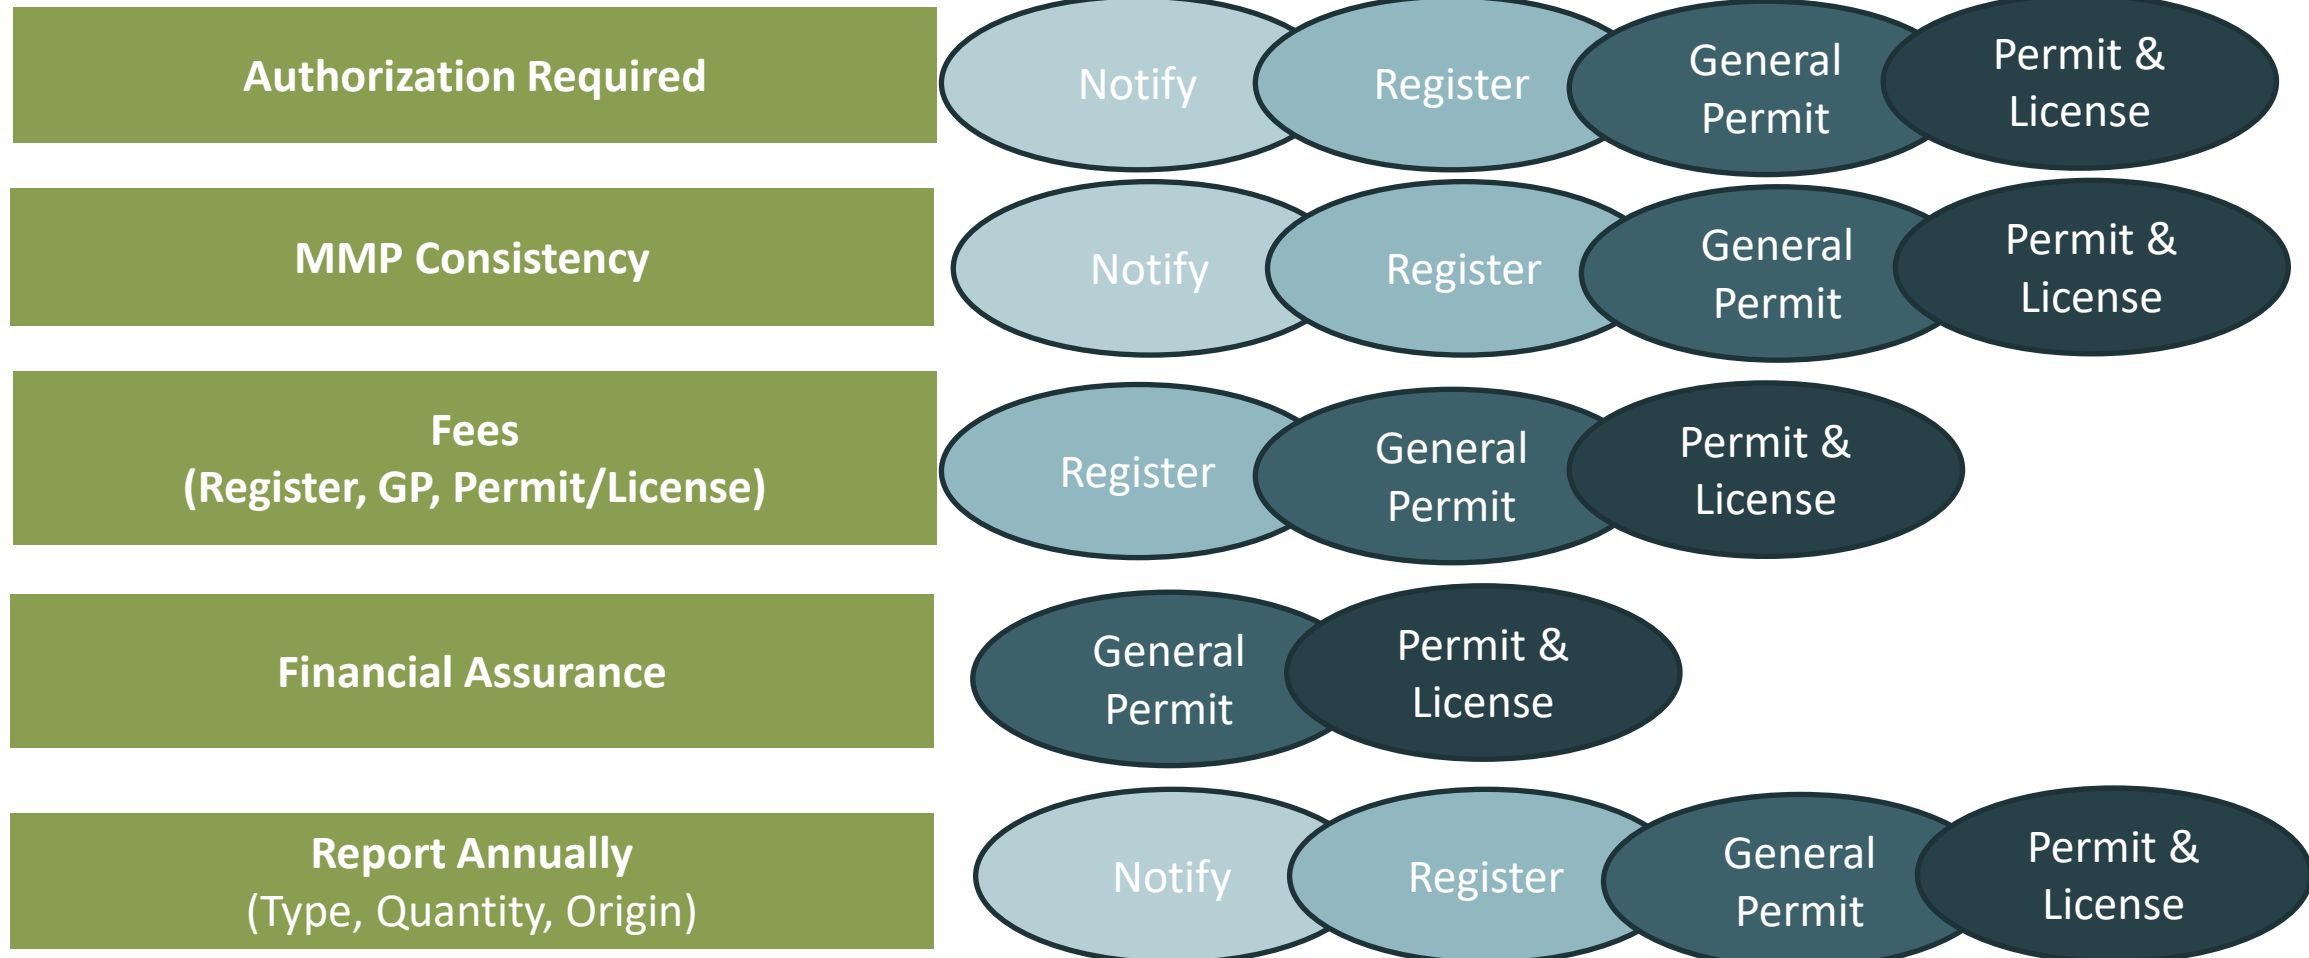 Authorization Required
Notify
Register
General
Permit
Permit &
License
MMP Consistency
Notify
Register
General
Permit
Permit &
License
Fees
(Register, GP, Permit/License)
Register
General
Permit
Permit &
License
Financial Assurance
General
Permit
Permit &
License
Report Annually
(Type, Quantity, Origin)
Notify
Register
General
Permit
Permit &
License